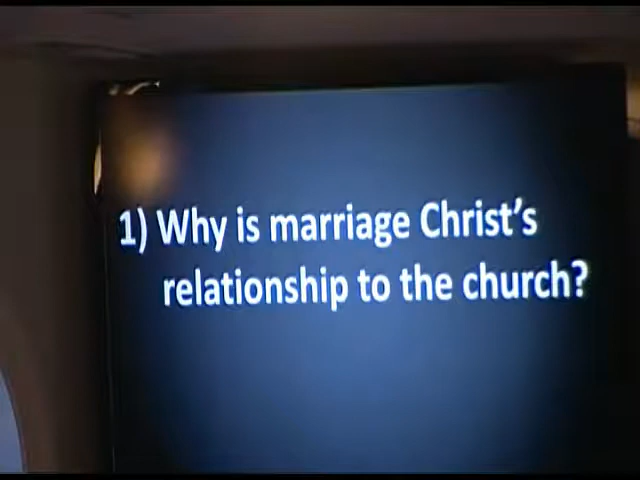 1) Why is marriage Christ's
relationship to the church?